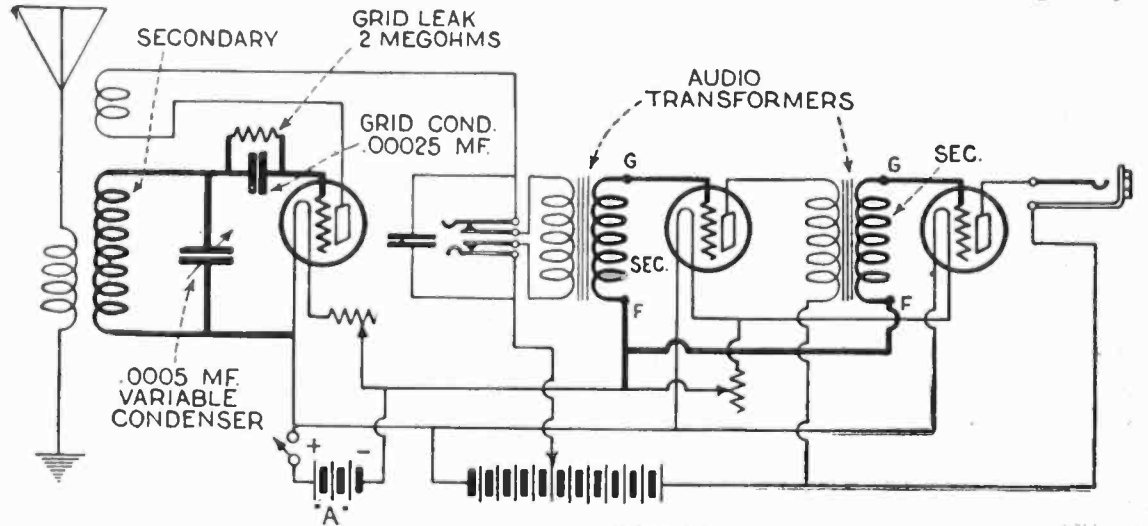 GRID LEAK
2 MEGOHMS
SECONDARY
AUDIO
TRANSFORMERS
GRID COND.
.00025 MF.
G
G
SEC.
SEC.
F
F
.0005 MF.
VARIABLE
CONDENSER
+
-
"A"